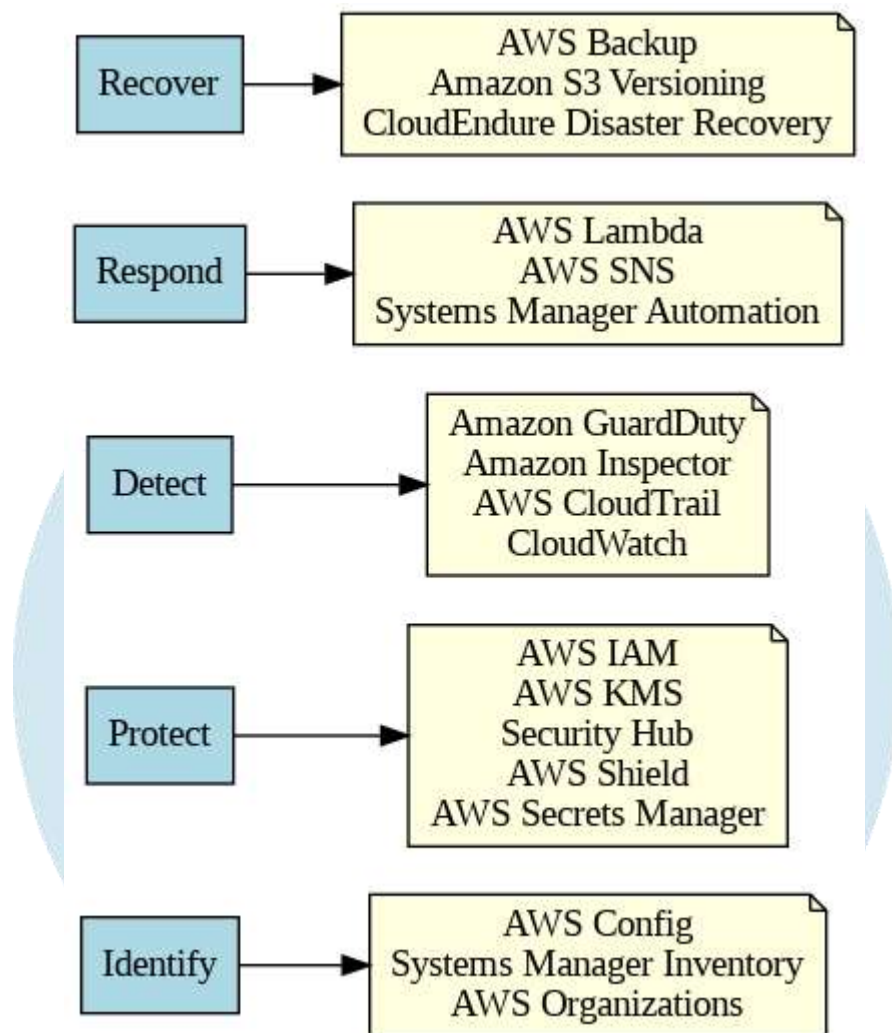 Recover
AWS Backup
Amazon S3 Versioning
CloudEndure Disaster Recovery
Respond
AWS Lambda
AWS SNS
Systems Manager Automation
Detect
Amazon GuardDuty
Amazon Inspector
AWS CloudTrail
CloudWatch
Protect
AWS IAM
AWS KMS
Security Hub
AWS Shield
AWS Secrets Manager
Identify
AWS Config
Systems Manager Inventory
AWS Organizations